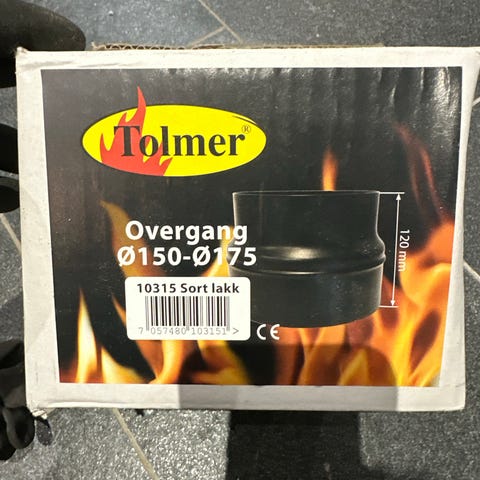 Tolmer®
Overgang
Ø150-Ø175
120 mm
10315 Sort lakk
7 057480 103151 >
CE